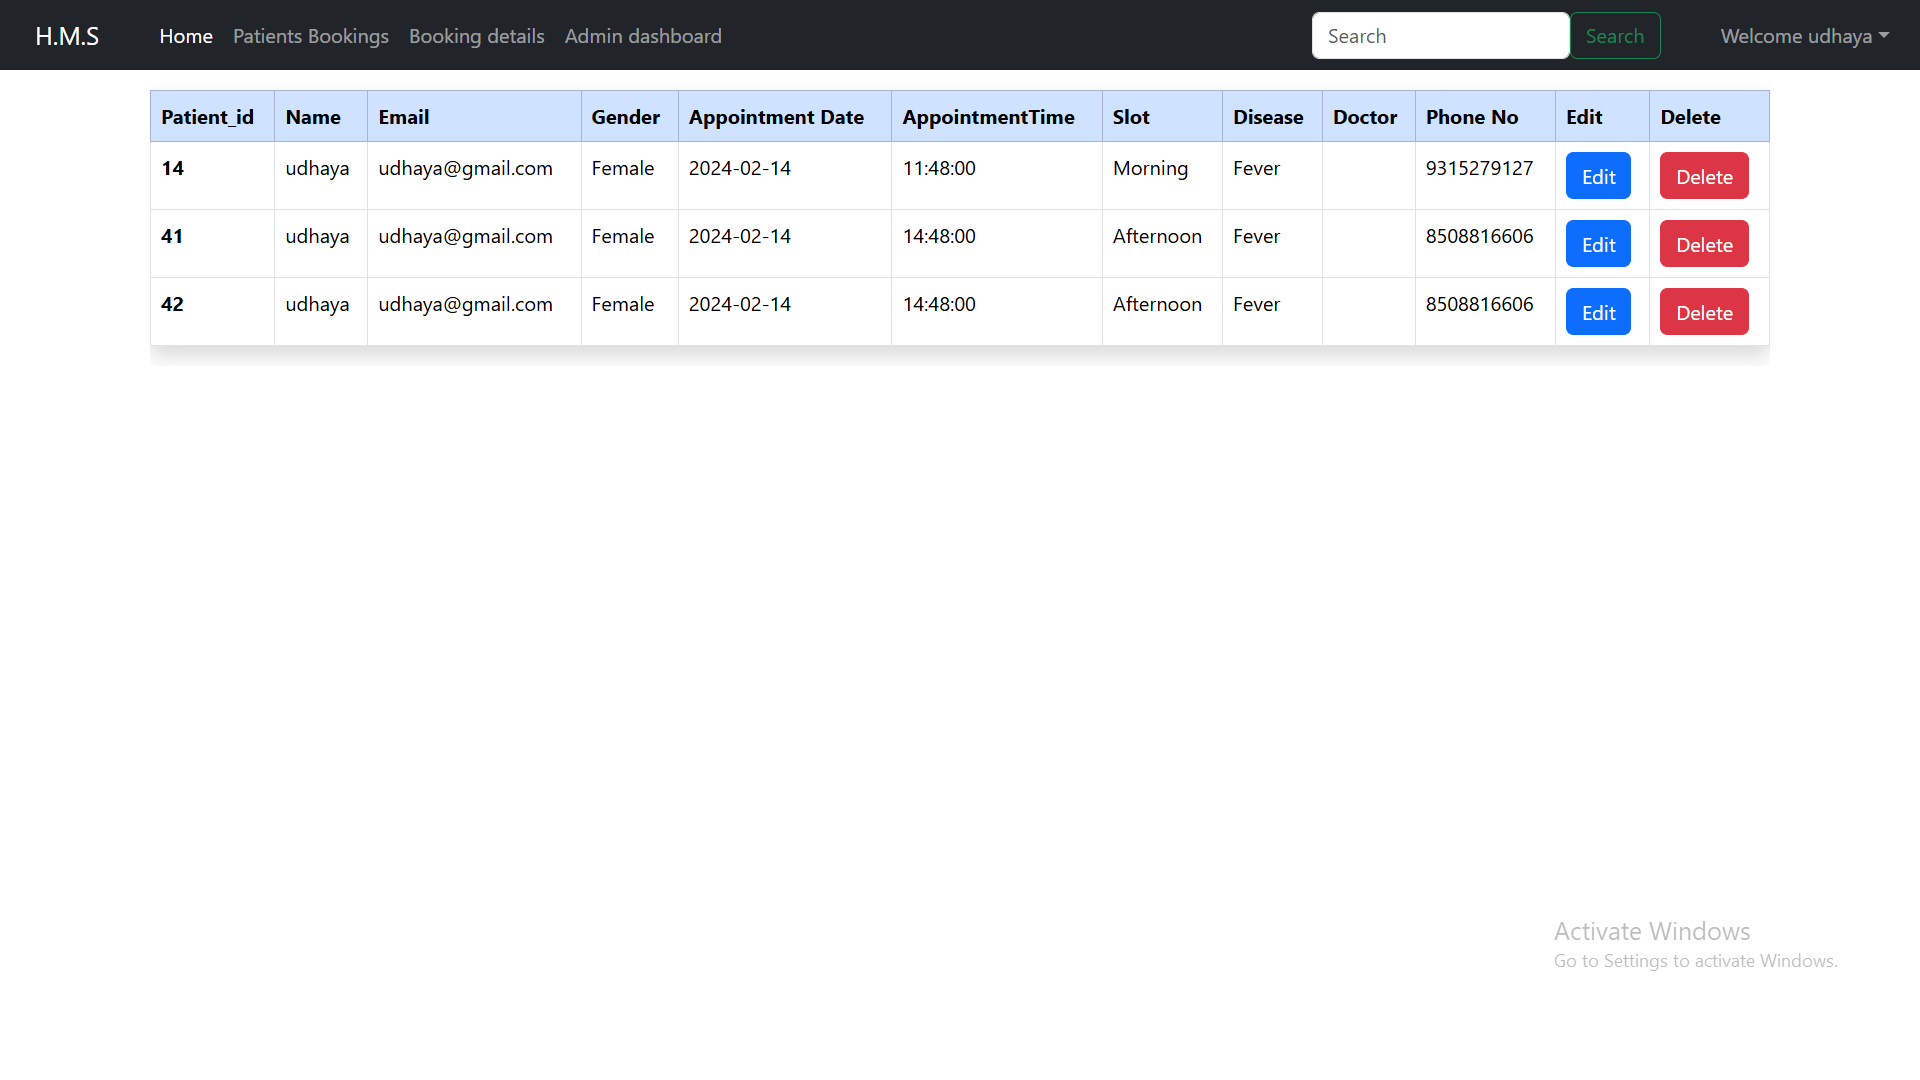 H.M.S Home Patients Bookings Booking details Admin dashboard Search Search Welcome udhaya
Patient_id Name Email Gender Appointment Date AppointmentTime Slot Disease Doctor Phone No Edit Delete
14 udhaya udhaya@gmail.com Female 2024-02-14 11:48:00 Morning Fever 9315279127 Edit Delete
41 udhaya udhaya@gmail.com Female 2024-02-14 14:48:00 Afternoon Fever 8508816606 Edit Delete
42 udhaya udhaya@gmail.com Female 2024-02-14 14:48:00 Afternoon Fever 8508816606 Edit Delete
Activate Windows
Go to Settings to activate Windows.